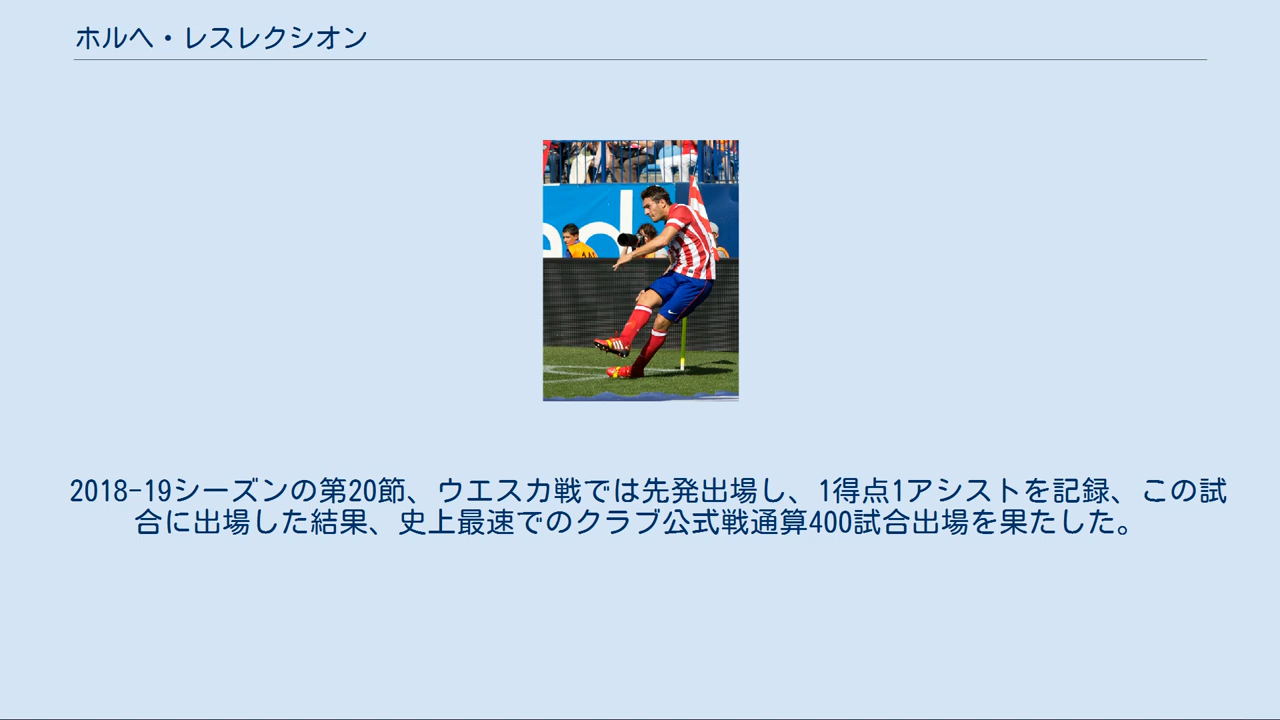 ホルヘ・レスレクシオン
ed
2018-19シーズンの第20節、ウエスカ戦では先発出場し、1得点1アシストを記録、この試
合に出場した結果、史上最速でのクラブ公式戦通算400試合出場を果たした。